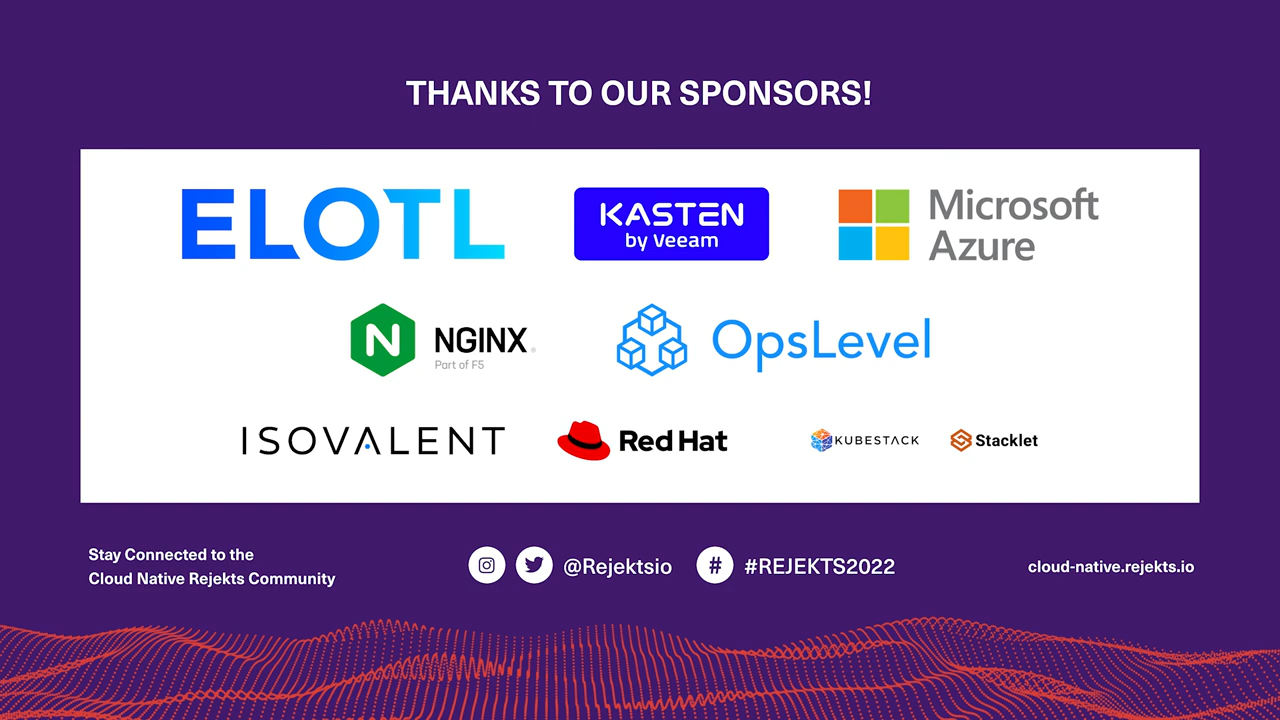 THANKS TO OUR SPONSORS!
ELOTL
KASTEN
by Veeam
Microsoft
Azure
N
NGINX
Part of F5
OpsLevel
ISOVALENT
Red Hat
KUBESTACK
Stacklet
Stay Connected to the
Cloud Native Rejekts Community
@Rejektsio
# #REJEKTS2022
cloud-native.rejekts.io